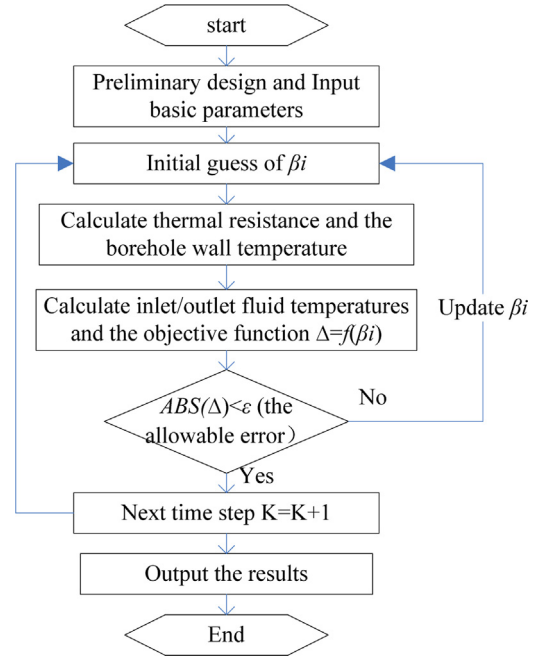 start
Preliminary design and Input
basic parameters
Initial guess of βi
Calculate thermal resistance and the
borehole wall temperature
Calculate inlet/outlet fluid temperatures
and the objective function Δ=f(βi)
Update βi
ABS(Δ)<ε (the
allowable error）
No
Yes
Next time step K=K+1
Output the results
End